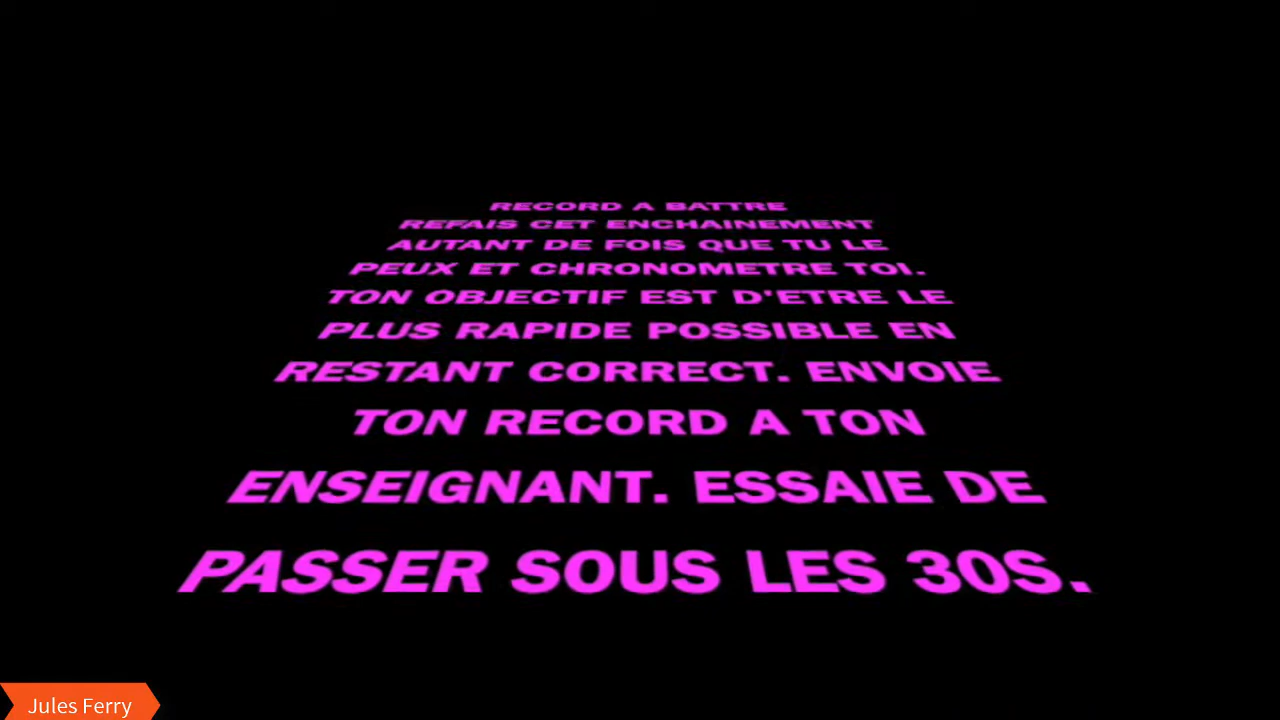 RECORD A BATTRE
REFAIS CET ENCHAINEMENT
AUTANT DE FOIS QUE TU LE
PEUX ET CHRONOMETRE TOI.
TON OBJECTIF EST D'ETRE LE
PLUS RAPIDE POSSIBLE EN
RESTANT CORRECT. ENVOIE
TON RECORD A TON
ENSEIGNANT. ESSAIE DE
PASSER SOUS LES 30S.
Jules Ferry